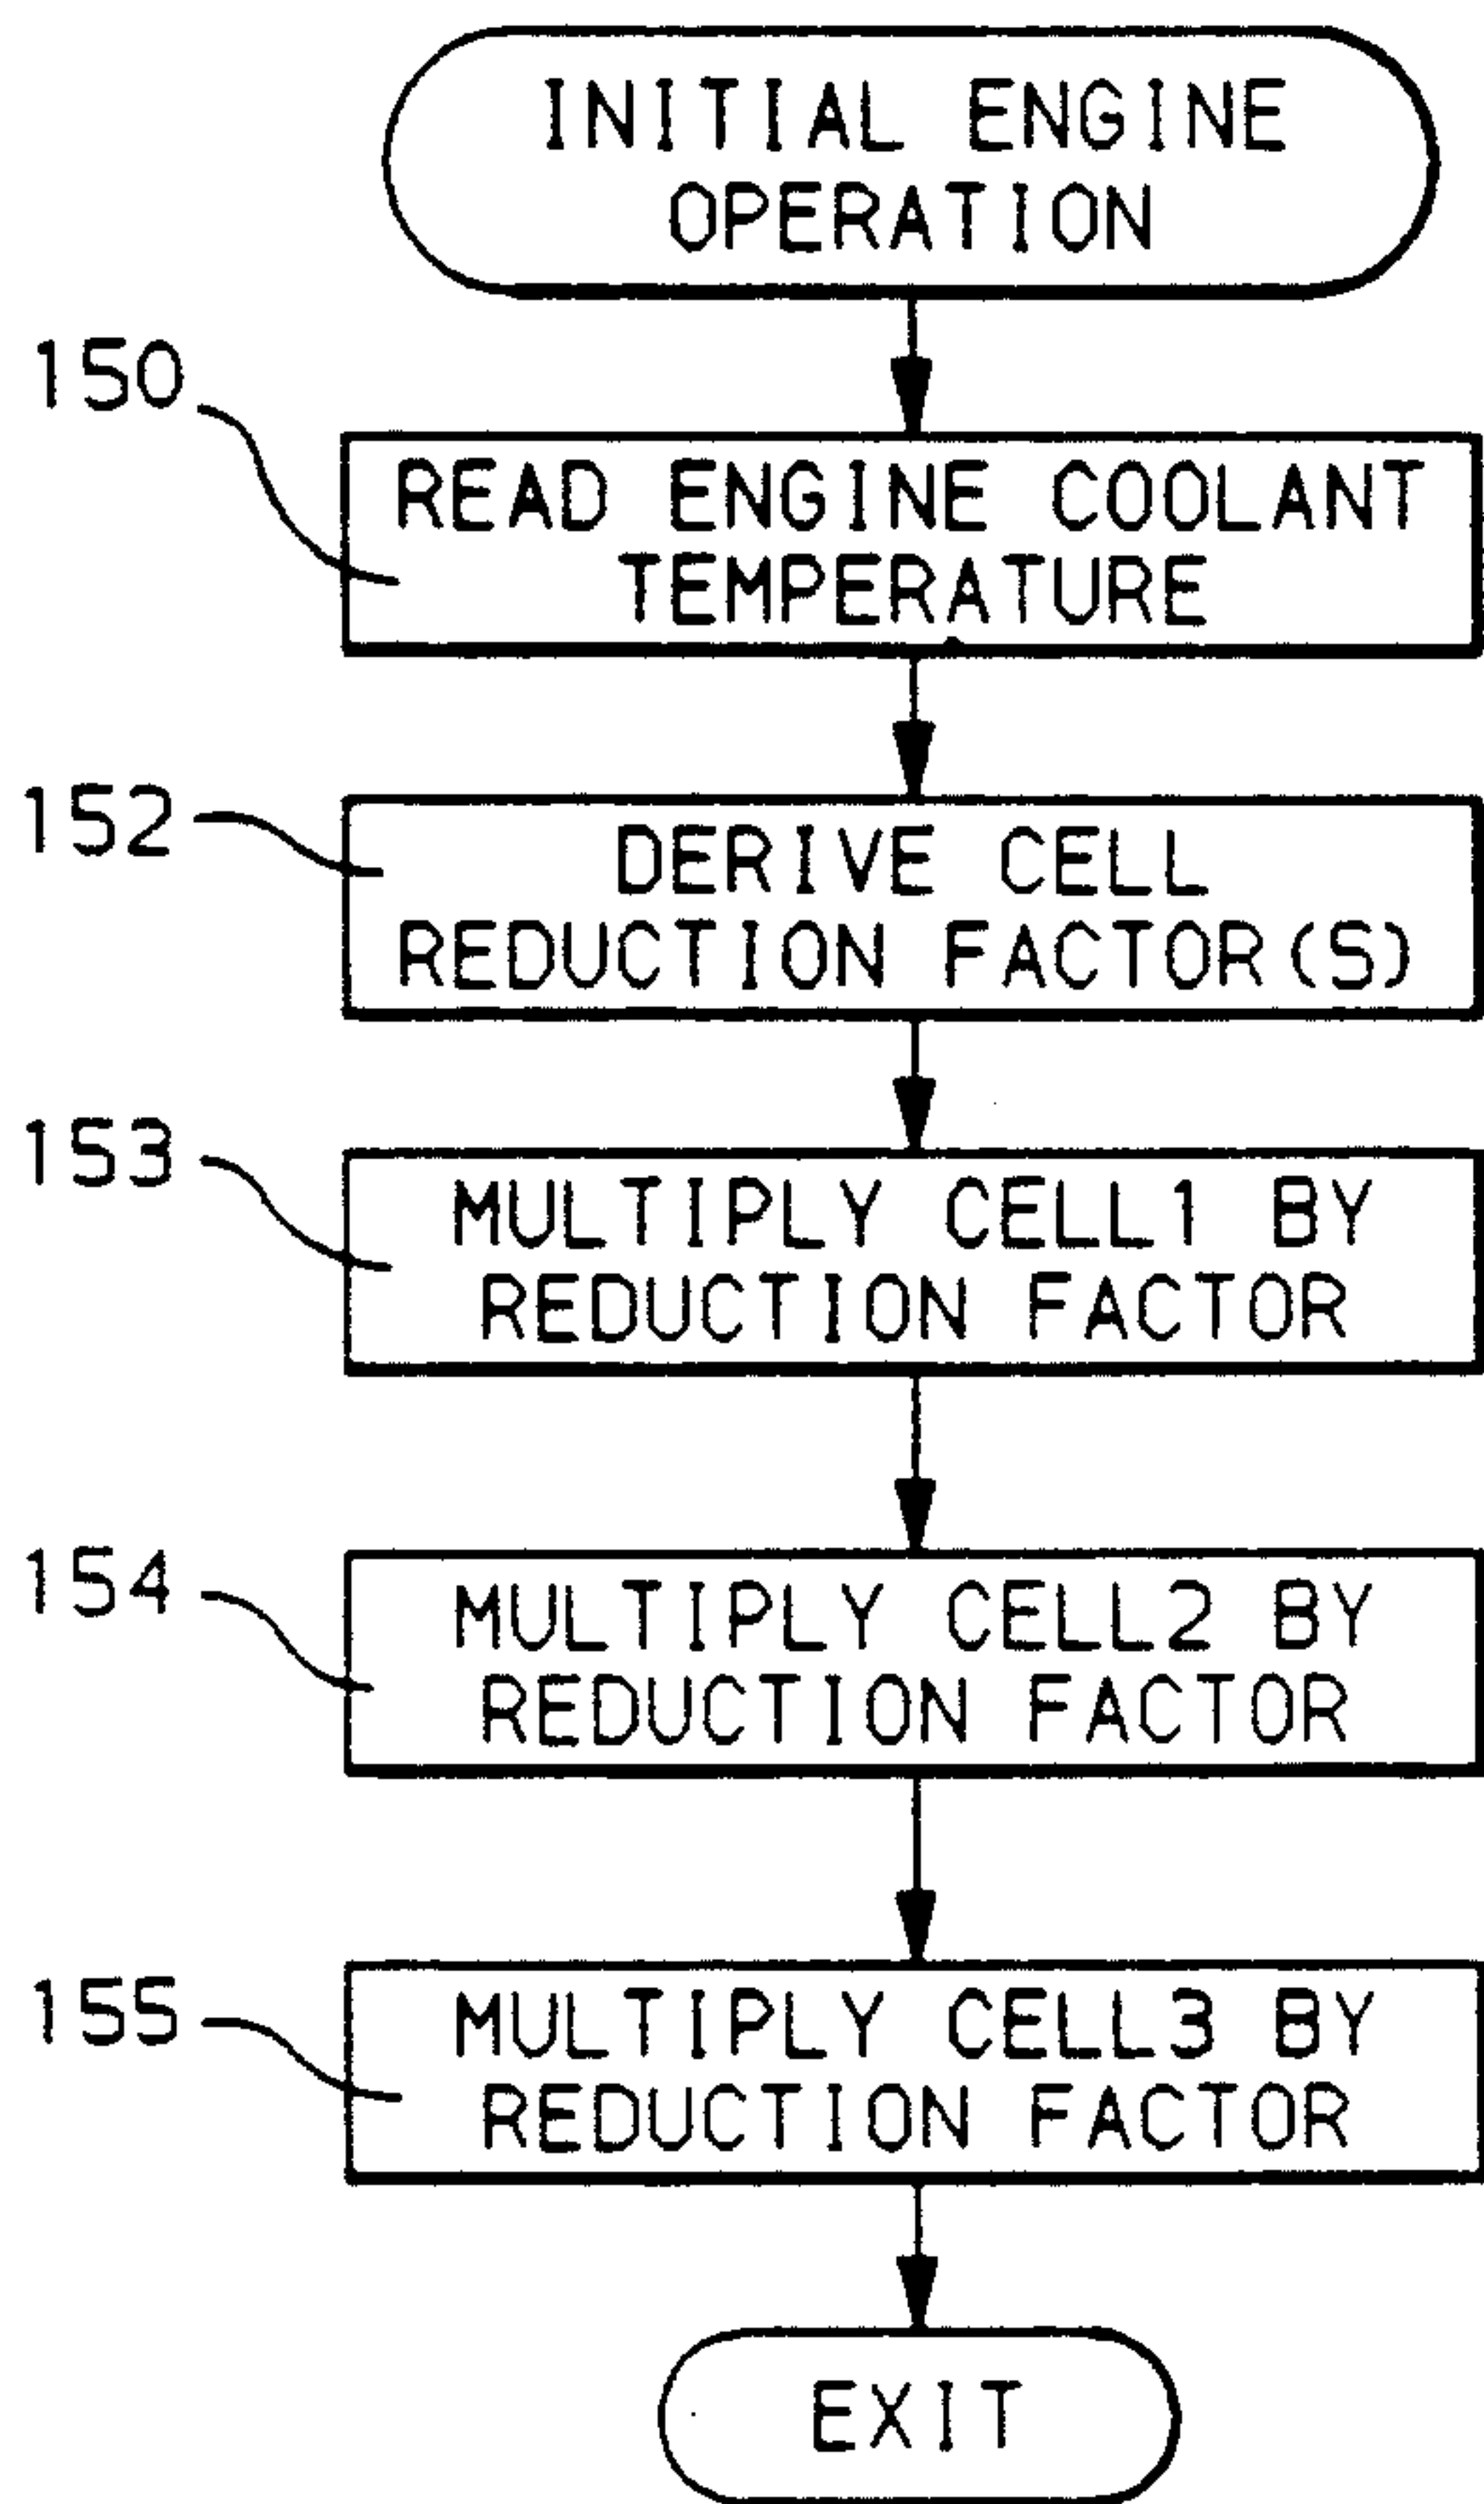 INITIAL ENGINE
OPERATION
150
READ ENGINE COOLANT
TEMPERATURE
152
DERIVE CELL
REDUCTION FACTOR(S)
153
MULTIPLY CELL1 BY
REDUCTION FACTOR
154
MULTIPLY CELL2 BY
REDUCTION FACTOR
155
MULTIPLY CELL3 BY
REDUCTION FACTOR
EXIT